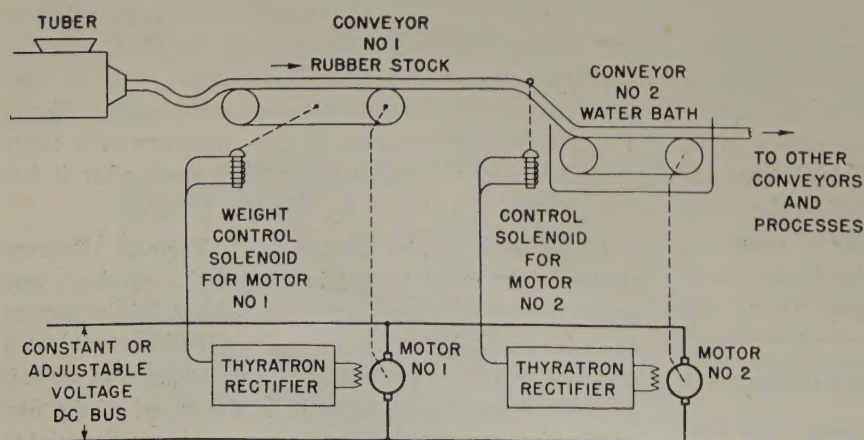 TUBER
CONVEYOR
NO 1
RUBBER STOCK
CONVEYOR
NO 2
WATER BATH
TO OTHER
CONVEYORS
AND
PROCESSES
WEIGHT
CONTROL
SOLENOID
FOR MOTOR
NO 1
CONTROL
SOLENOID
FOR
MOTOR
NO 2
CONSTANT OR
ADJUSTABLE
VOLTAGE
D-C BUS
THYRATRON
RECTIFIER
MOTOR
NO 1
THYRATRON
RECTIFIER
MOTOR
NO 2